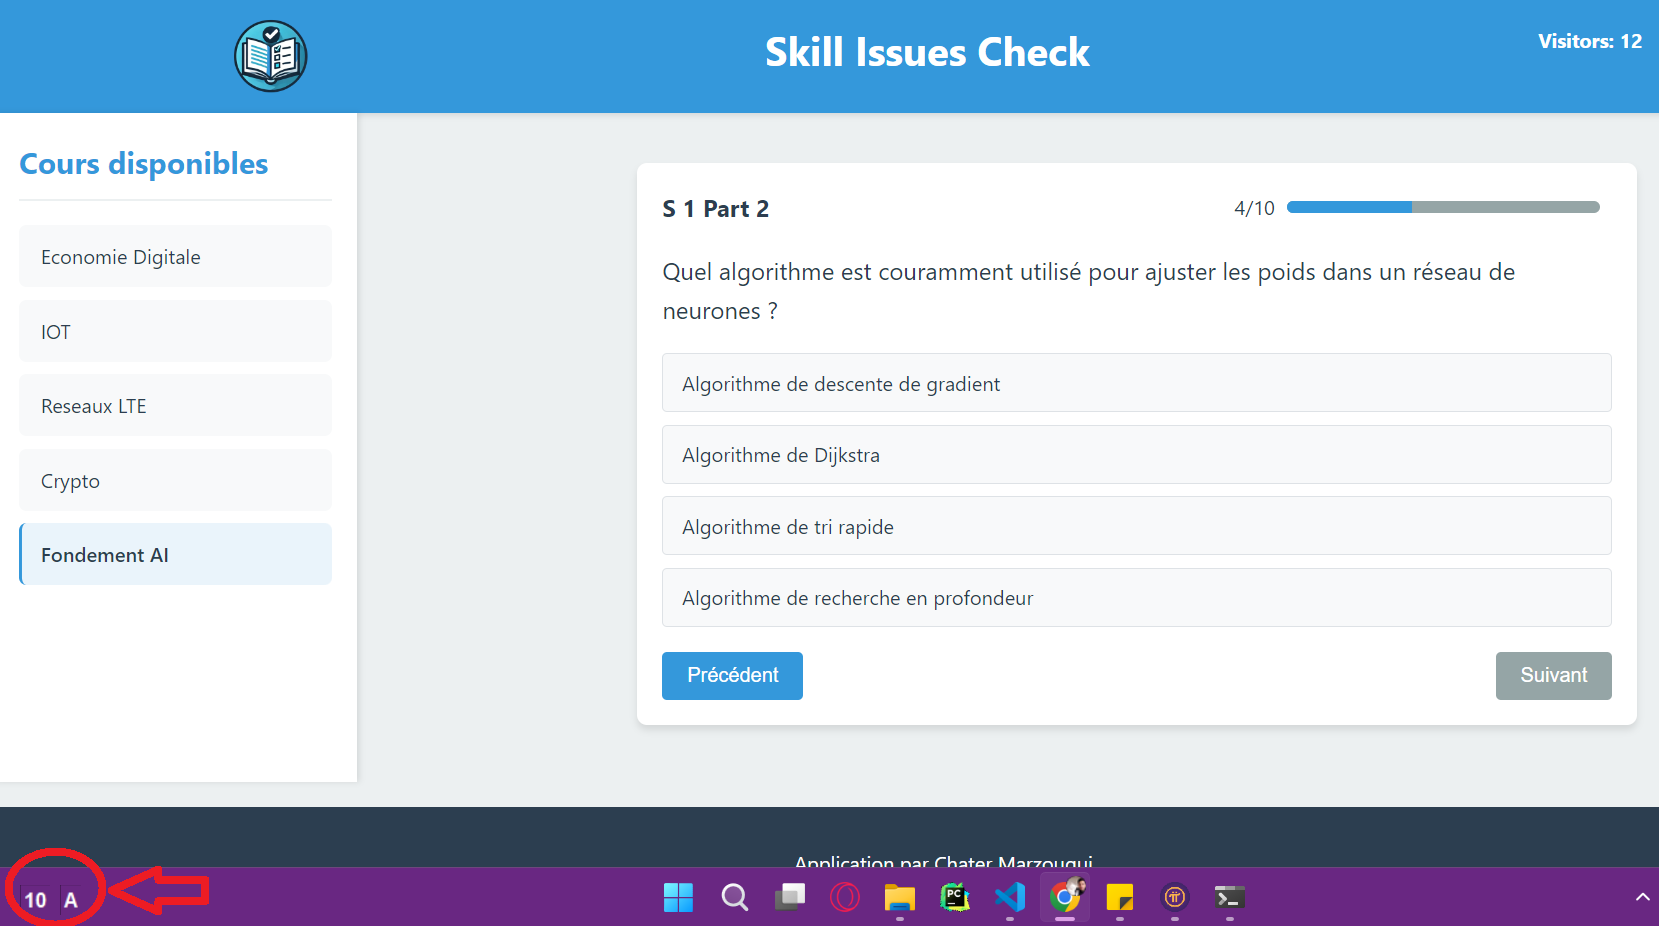 Skill Issues Check
Visitors: 12
Cours disponibles
Economie Digitale
IOT
Reseaux LTE
Crypto
Fondement AI
S 1 Part 2
4/10
Quel algorithme est couramment utilisé pour ajuster les poids dans un réseau de
neurones ?
Algorithme de descente de gradient
Algorithme de Dijkstra
Algorithme de tri rapide
Algorithme de recherche en profondeur
Précédent
Suivant
Application par Chater Marzougui
10 A
PC